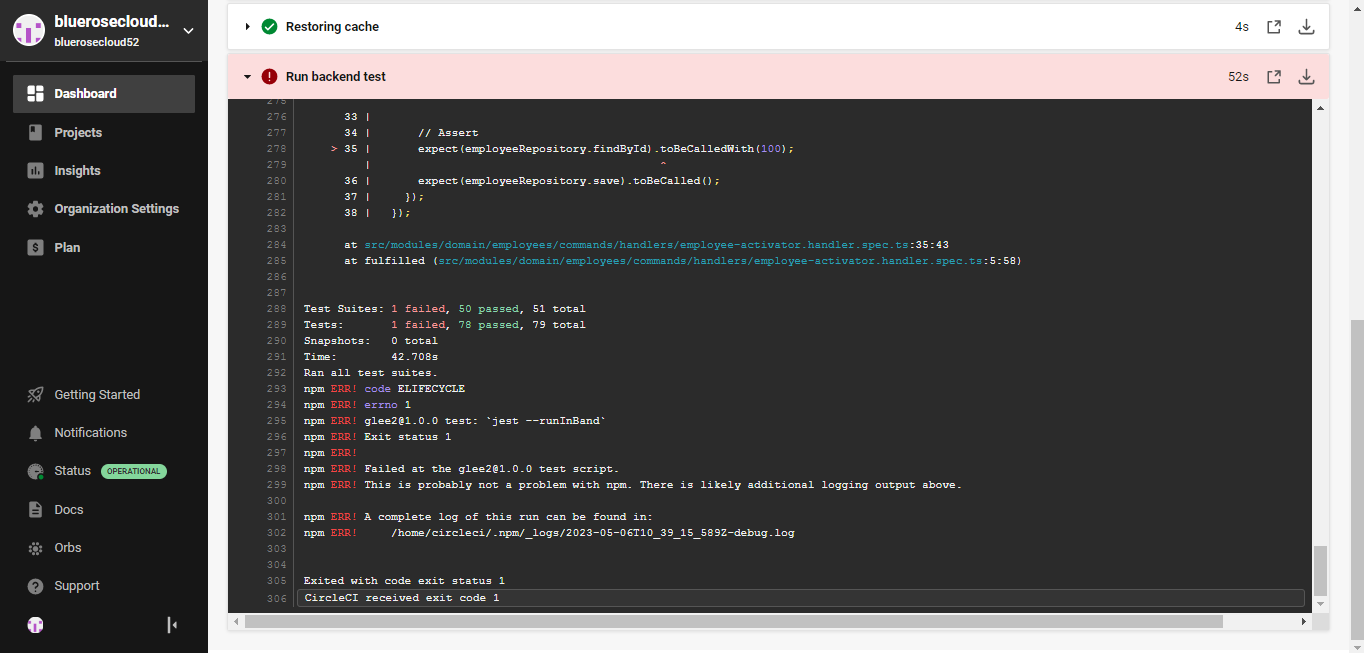 bluerosecloud...
bluerosecloud52
Dashboard
Projects
Insights
Organization Settings
$ Plan
Getting Started
Notifications
Status OPERATIONAL
Docs
Orbs
? Support
Restoring cache 4s
! Run backend test 52s
275
276 33 |
277 34 | // Assert
278 > 35 | expect(employeeRepository.findById).toBeCalledWith(100);
279 | ^
280 36 | expect(employeeRepository.save).toBeCalled();
281 37 | });
282 38 | });
283
284 at src/modules/domain/employees/commands/handlers/employee-activator.handler.spec.ts:35:43
285 at fulfilled (src/modules/domain/employees/commands/handlers/employee-activator.handler.spec.ts:5:58)
286
287
288 Test Suites: 1 failed, 50 passed, 51 total
289 Tests: 1 failed, 78 passed, 79 total
290 Snapshots: 0 total
291 Time: 42.708s
292 Ran all test suites.
293 npm ERR! code ELIFECYCLE
294 npm ERR! errno 1
295 npm ERR! glee2@1.0.0 test: `jest --runInBand`
296 npm ERR! Exit status 1
297 npm ERR!
298 npm ERR! Failed at the glee2@1.0.0 test script.
299 npm ERR! This is probably not a problem with npm. There is likely additional logging output above.
300
301 npm ERR! A complete log of this run can be found in:
302 npm ERR! /home/circleci/.npm/_logs/2023-05-06T10_39_15_589Z-debug.log
303
304
305 Exited with code exit status 1
306 CircleCI received exit code 1